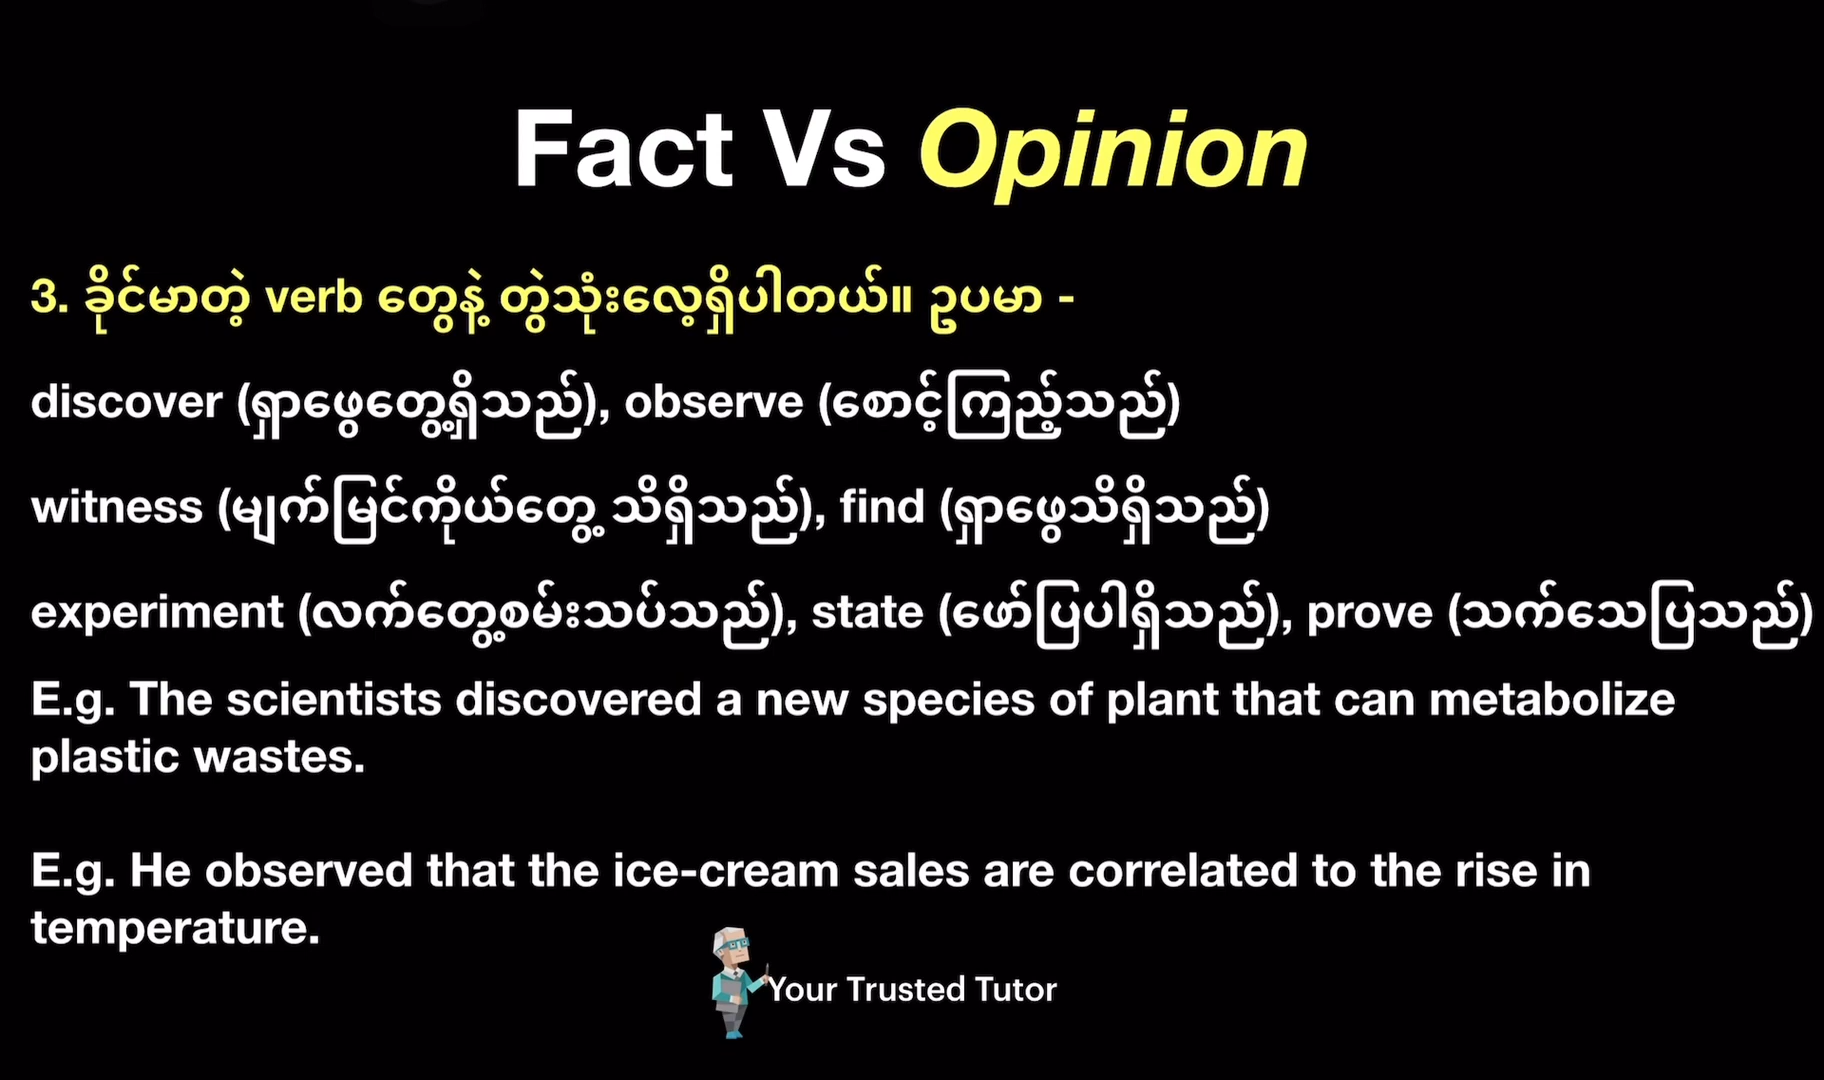 Fact Vs Opinion
3. ခိုင်မာတဲ့ verb တွေနဲ့ တွဲသုံးလေ့ရှိပါတယ်။ ဥပမာ -
discover (ရှာဖွေတွေ့ရှိသည်), observe (စောင့်ကြည့်သည်)
witness (မျက်မြင်ကိုယ်တွေ့ သိရှိသည်), find (ရှာဖွေသိရှိသည်)
experiment (လက်တွေ့စမ်းသပ်သည်), state (ဖော်ပြပါရှိသည်), prove (သက်သေပြသည်)
E.g. The scientists discovered a new species of plant that can metabolize
plastic wastes.
E.g. He observed that the ice-cream sales are correlated to the rise in
temperature.
Your Trusted Tutor